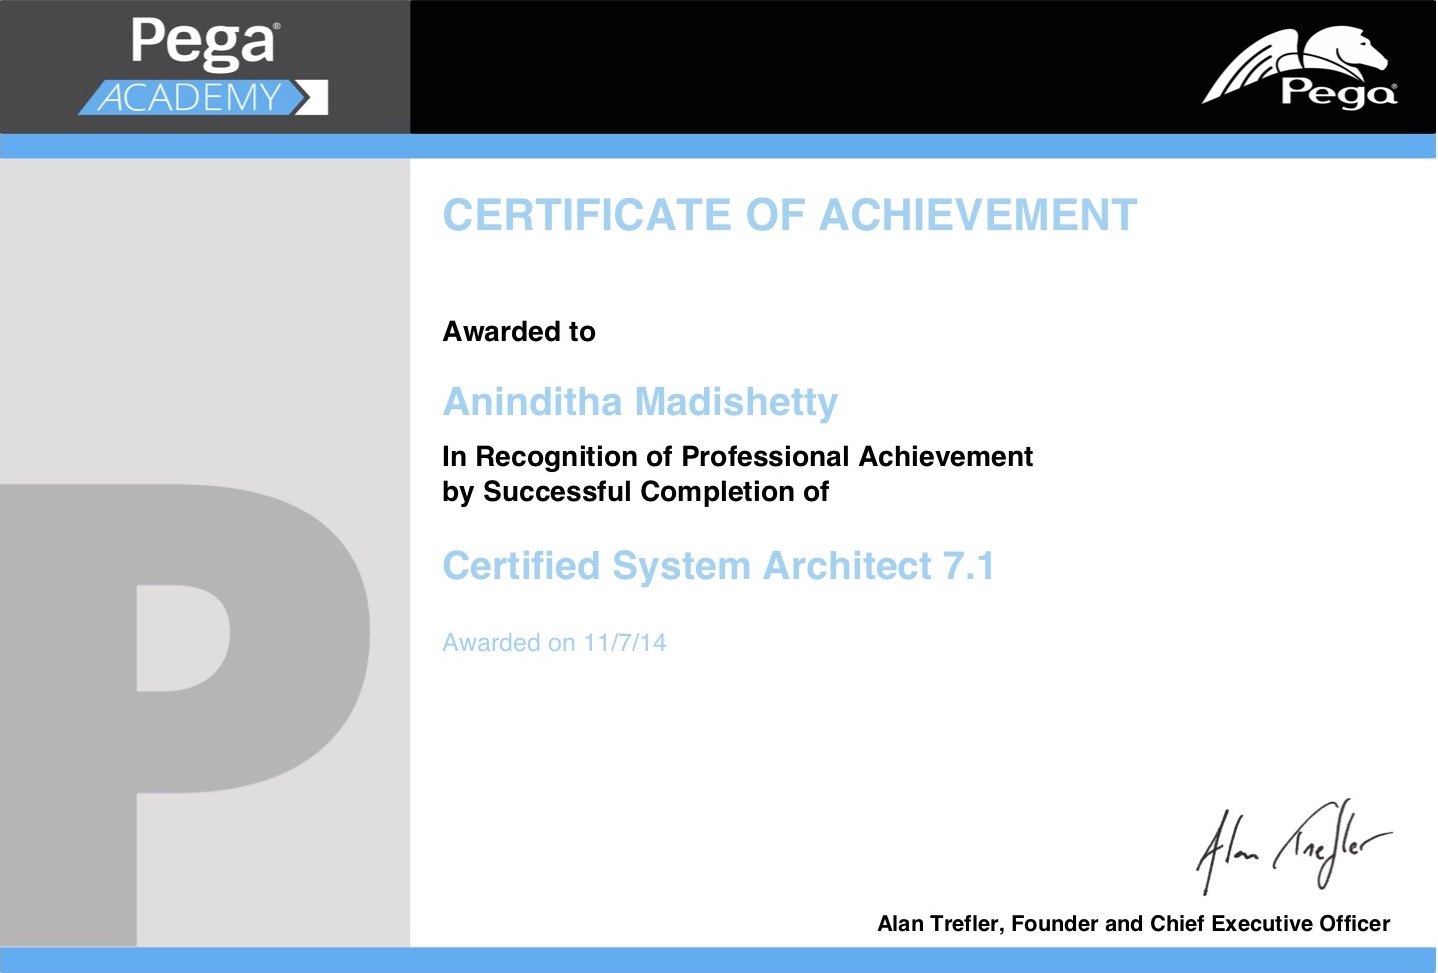 Pega®
ACADEMY
Pega®
CERTIFICATE OF ACHIEVEMENT
Awarded to
Aninditha Madishetty
In Recognition of Professional Achievement
by Successful Completion of
Certified System Architect 7.1
Awarded on 11/7/14
P
Alan Trefler
Alan Trefler, Founder and Chief Executive Officer